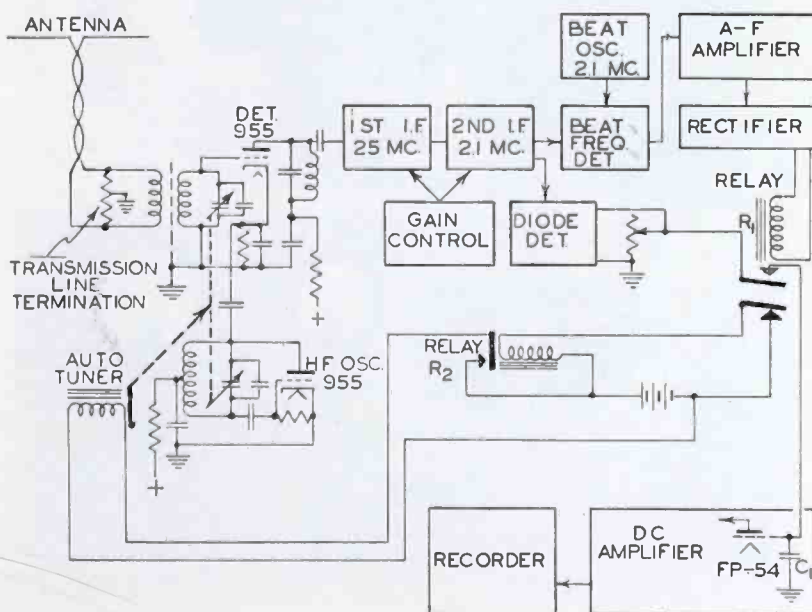 ANTENNA
DET.
955
1 ST I.F
25 MC.
2ND I.F
2.1 MC.
BEAT
OSC.
2.1 MC.
BEAT
FREQ.
DET
A-F
AMPLIFIER
RECTIFIER
RELAY
R1
GAIN
CONTROL
DIODE
DET
TRANSMISSION
LINE
TERMINATION
AUTO
TUNER
HF OSC.
955
RELAY
R2
+
+
RECORDER
DC
AMPLIFIER
FP-54
C1